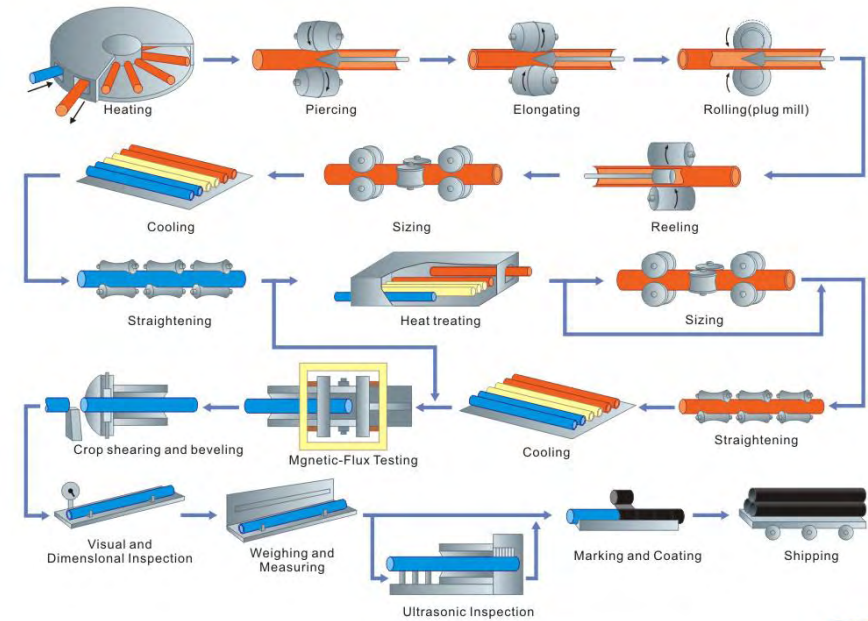 Heating
Piercing
Elongating
Rolling(plug mill)
Cooling
Sizing
Reeling
Straightening
Heat treating
Sizing
Crop shearing and beveling
Mgnetic-Flux Testing
Cooling
Straightening
Visual and
Dimenslonal Inspection
Weighing and
Measuring
Ultrasonic Inspection
Marking and Coating
Shipping